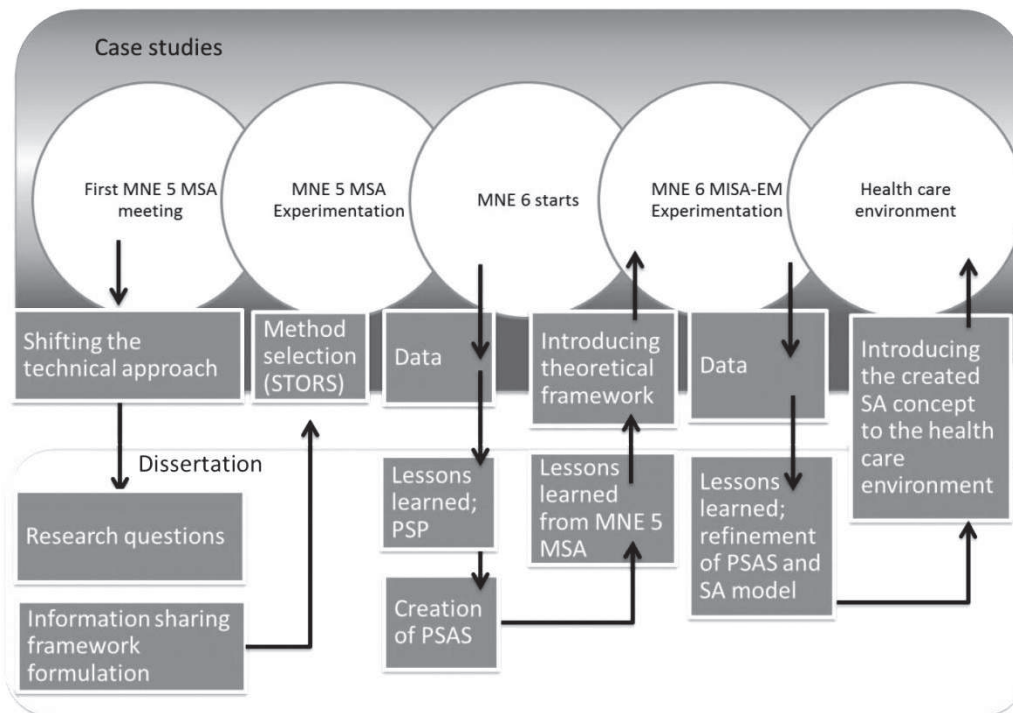 Case studies
First MNE 5 MSA
meeting
MNE 5 MSA
Experimentation
MNE 6 starts
MNE 6 MISA-EM
Experimentation
Health care
environment
Shifting the
technical approach
Method
selection
(STORS)
Data
Introducing
theoretical
framework
Data
Introducing
the created
SA concept
to the health
care
environment
Dissertation
Research questions
Information sharing
framework
formulation
Lessons
learned;
PSP
Creation
of PSAS
Lessons
learned
from MNE 5
MSA
Lessons
learned;
refinement
of PSAS and
SA model